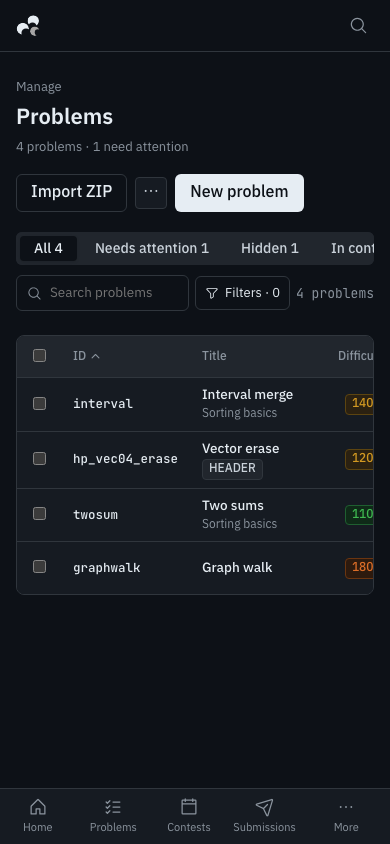 Manage
Problems
4 problems · 1 need attention
Import ZIP ··· New problem
All 4 Needs attention 1 Hidden 1 In cont
Search problems Filters · 0 4 problems
ID Title Difficu
interval Interval merge 140
Sorting basics
hp_vec04_erase Vector erase 120
HEADER
twosum Two sums 110
Sorting basics
graphwalk Graph walk 180
Home Problems Contests Submissions More